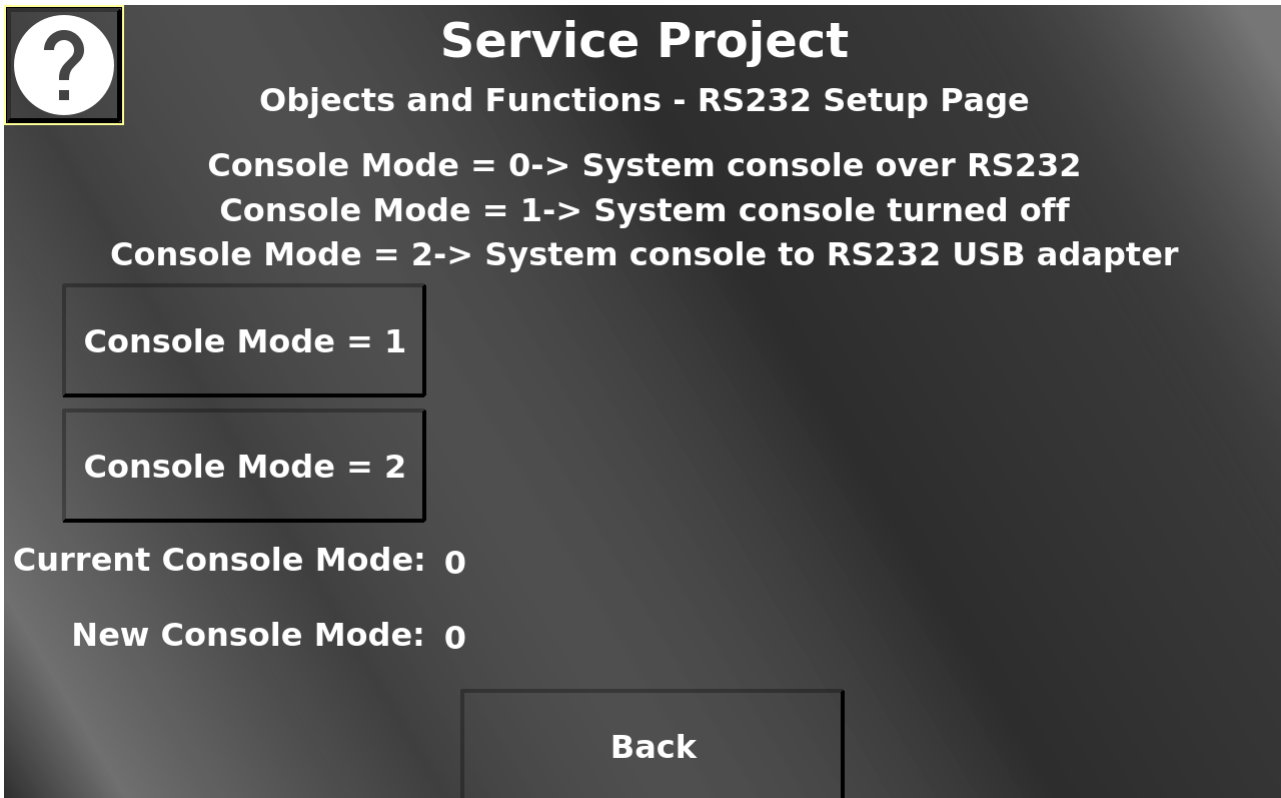 ?
Service Project
Objects and Functions - RS232 Setup Page
Console Mode = 0-> System console over RS232
Console Mode = 1-> System console turned off
Console Mode = 2-> System console to RS232 USB adapter
Console Mode = 1
Console Mode = 2
Current Console Mode: 0
New Console Mode: 0
Back